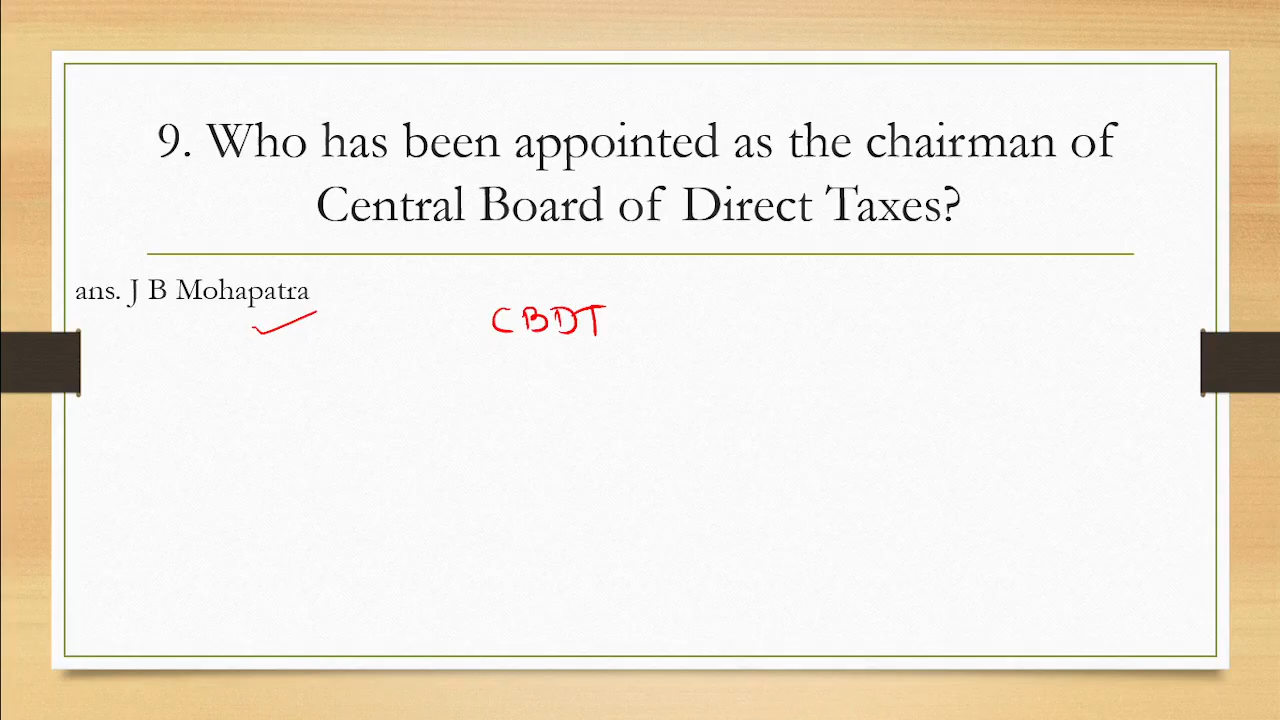 9. Who has been appointed as the chairman of
Central Board of Direct Taxes?
ans. J B Mohapatra
CBDT